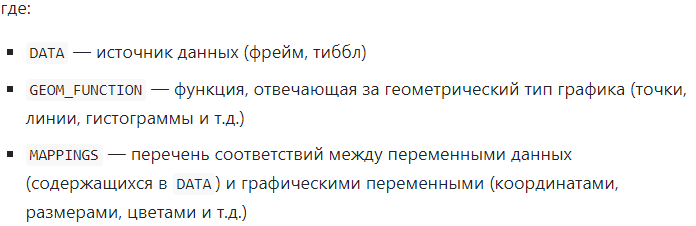 где:
DATA — источник данных (фрейм, тиббл)
GEOM_FUNCTION — функция, отвечающая за геометрический тип графика (точки,
линии, гистограммы и т.д.)
MAPPINGS — перечень соответствий между переменными данных
(содержащихся в DATA) и графическими переменными (координатами,
размерами, цветами и т.д.)